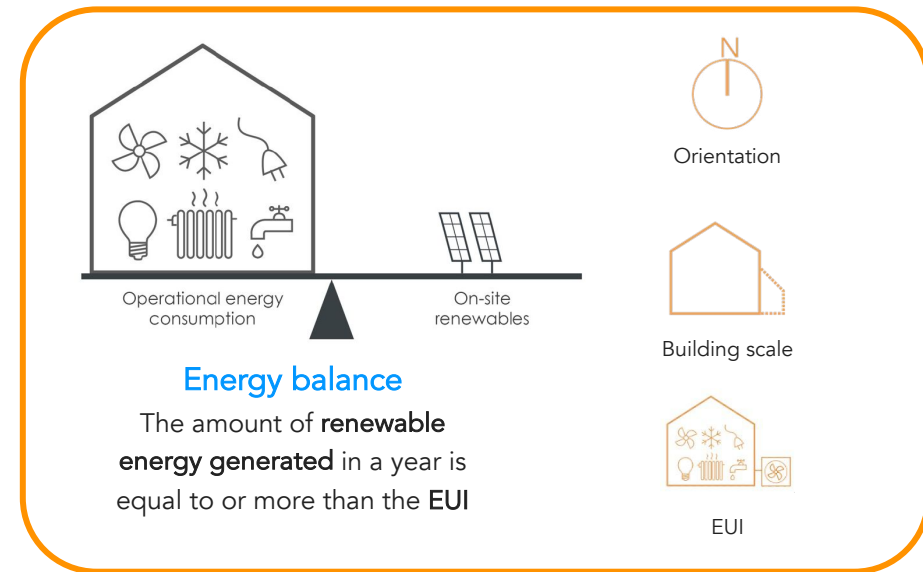 Operational energy
consumption
On-site
renewables
Energy balance
The amount of renewable
energy generated in a year is
equal to or more than the EUI
N
Orientation
Building scale
EUI